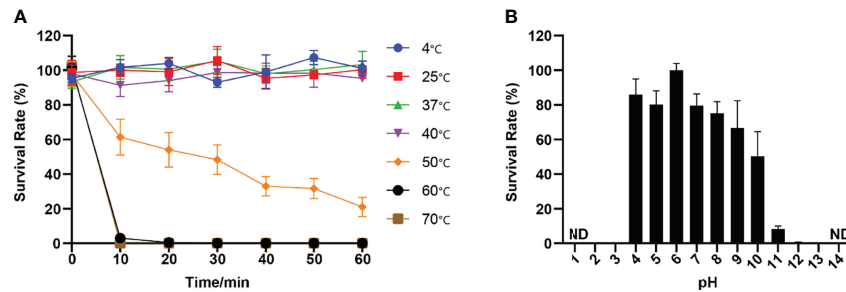 A
Survival Rate (%)
120
100
80
60
40
20
0
0 10 20 30 40 50 60
Time/min
4°C
25°C
37°C
40°C
50°C
60°C
70°C
B
Survival Rate (%)
120
100
80
60
40
20
0
ND ND
1 2 3 4 5 6 7 8 9 10 11 12 13 14
pH